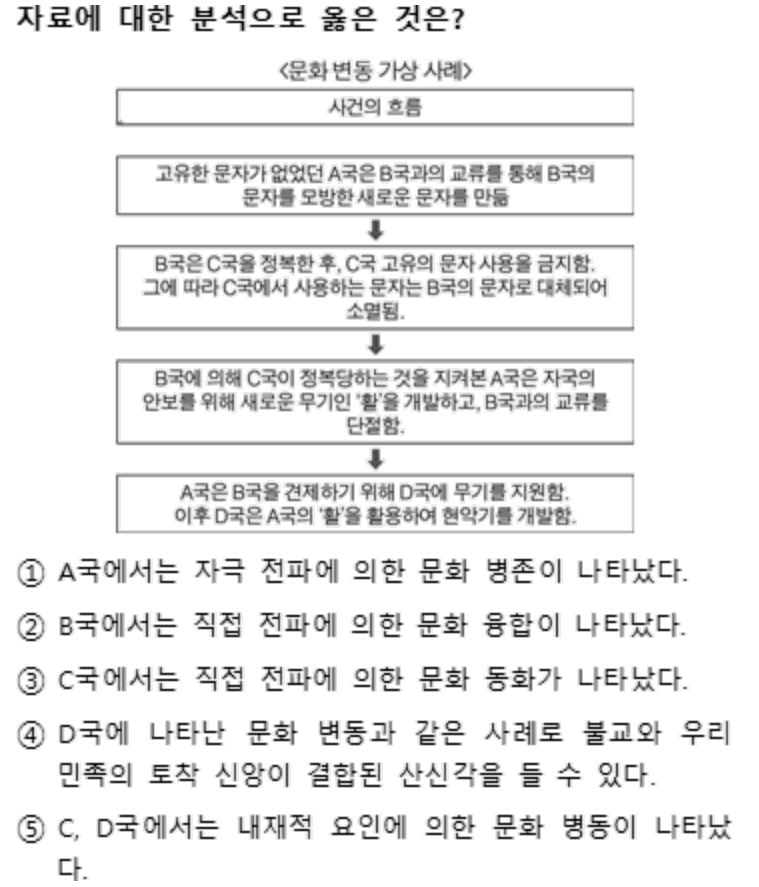 자료에 대한 분석으로 옳은 것은?
<문화 변동 가상 사례>
사건의 흐름
고유한 문자가 없었던 A국은 B국과의 교류를 통해 B국의
문자를 모방한 새로운 문자를 만듦
B국은 C국을 정복한 후, C국 고유의 문자 사용을 금지함.
그에 따라 C국에서 사용하는 문자는 B국의 문자로 대체되어
소멸됨.
B국에 의해 C국이 정복당하는 것을 지켜본 A국은 자국의
안보를 위해 새로운 무기인 '활'을 개발하고, B국과의 교류를
단절함.
A국은 B국을 견제하기 위해 D국에 무기를 지원함.
이후 D국은 A국의 '활'을 활용하여 현악기를 개발함.
① A국에서는 자극 전파에 의한 문화 병존이 나타났다.
② B국에서는 직접 전파에 의한 문화 융합이 나타났다.
③ C국에서는 직접 전파에 의한 문화 동화가 나타났다.
④ D국에 나타난 문화 변동과 같은 사례로 불교와 우리
민족의 토착 신앙이 결합된 산신각을 들 수 있다.
⑤ C, D국에서는 내재적 요인에 의한 문화 병동이 나타났
다.